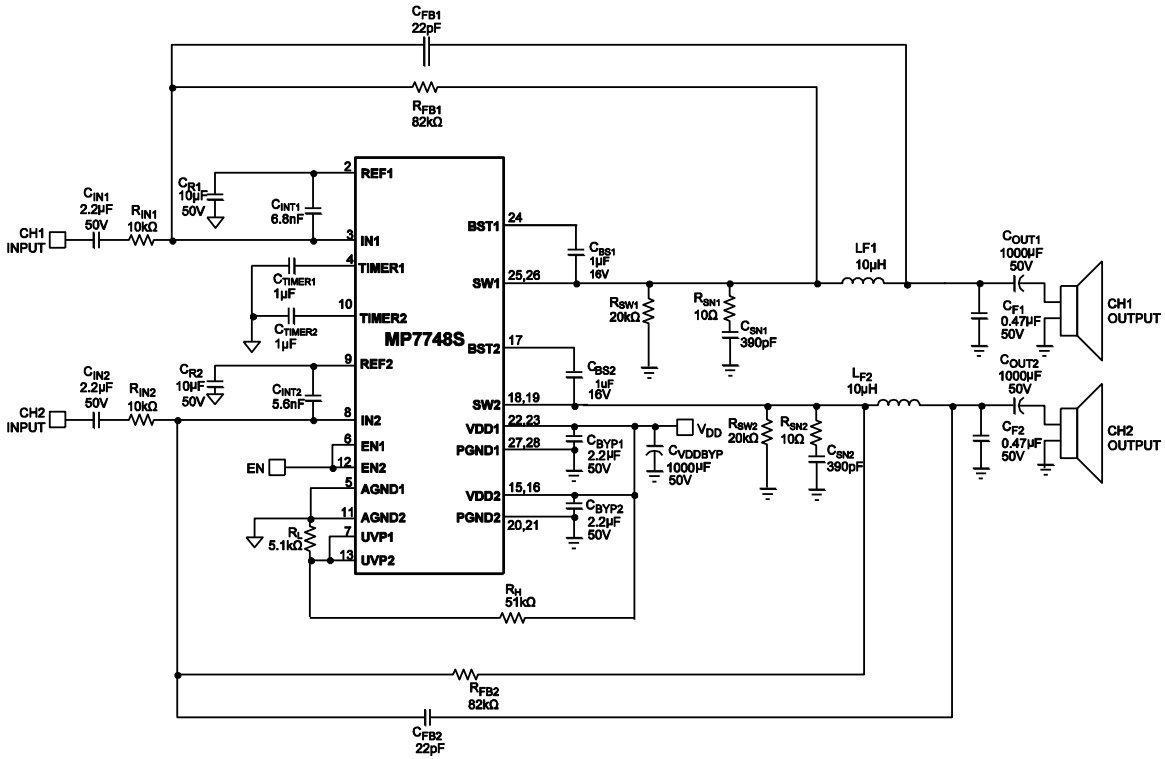 CFB1
22pF
RFB1
82kΩ
CH1
INPUT
CIN1
2.2µF
50V
RIN1
10kΩ
CR1
10µF
50V
CINT1
6.8nF
CTIMER1
1µF
CTIMER2
1µF
CR2
10µF
50V
CINT2
5.6nF
CH2
INPUT
CIN2
2.2µF
50V
RIN2
10kΩ
EN
RL
5.1kΩ
2 REF1
3 IN1
4 TIMER1
10 TIMER2
9 REF2
8 IN2
6 EN1
12 EN2
5 AGND1
11 AGND2
7 UVP1
13 UVP2
MP7748S
BST1 24
SW1 25,26
BST2 17
SW2 18,19
VDD1 22,23
PGND1 27,28
VDD2 15,16
PGND2 20,21
CBS1
1µF
16V
RSW1
20kΩ
RSN1
10Ω
CSN1
390pF
LF1
10µH
COUT1
1000µF
50V
CF1
0.47µF
50V
CH1
OUTPUT
CBS2
1uF
16V
RSW2
20kΩ
RSN2
10Ω
CSN2
390pF
LF2
10µH
COUT2
1000µF
50V
CF2
0.47µF
50V
CH2
OUTPUT
VDD
CBYP1
2.2µF
50V
CVDDBYP
1000µF
50V
CBYP2
2.2µF
50V
RH
51kΩ
RFB2
82kΩ
CFB2
22pF